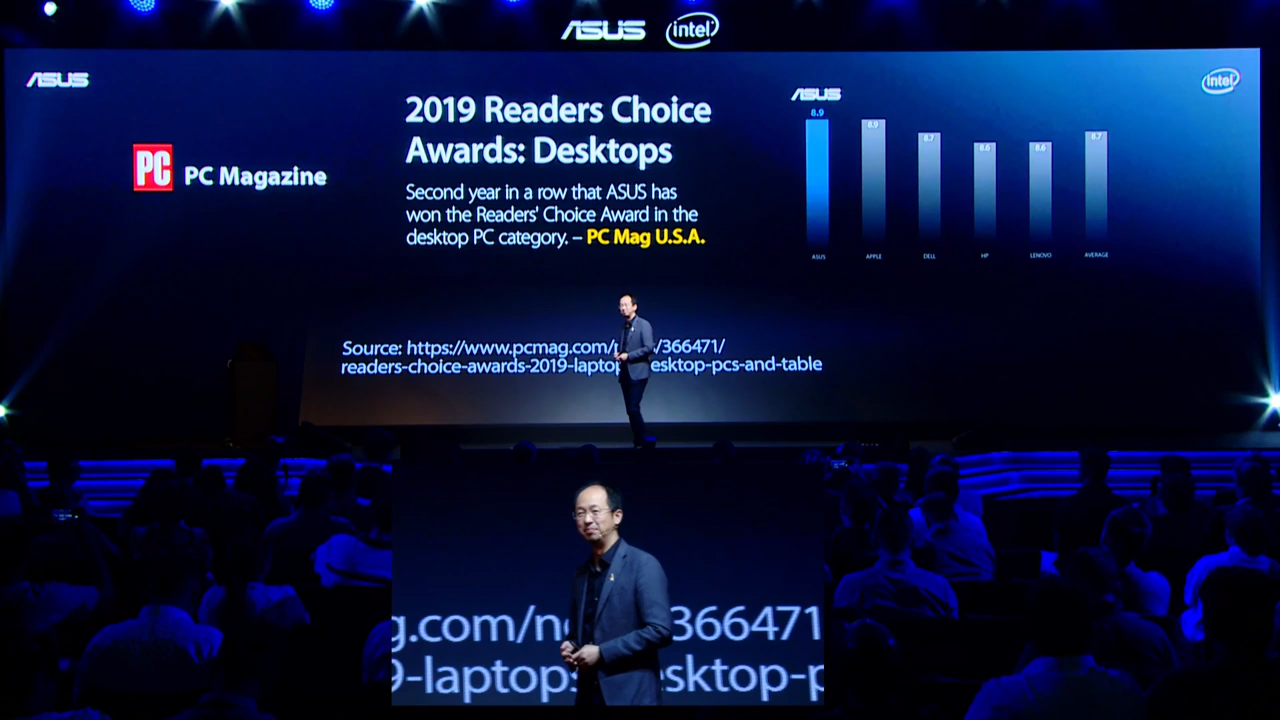 ASUS intel
ASUS
intel
PC PC Magazine
2019 Readers Choice
Awards: Desktops
Second year in a row that ASUS has
won the Readers' Choice Award in the
desktop PC category. – PC Mag U.S.A.
ASUS
8.9 8.9 8.7 8.6 8.6 8.7
ASUS APPLE DELL HP LENOVO AVERAGE
Source: https://www.pcmag.com/ /366471/
readers-choice-awards-2019-laptop esktop-pcs-and-table
g.com/n 366471
9-laptops sktop-p